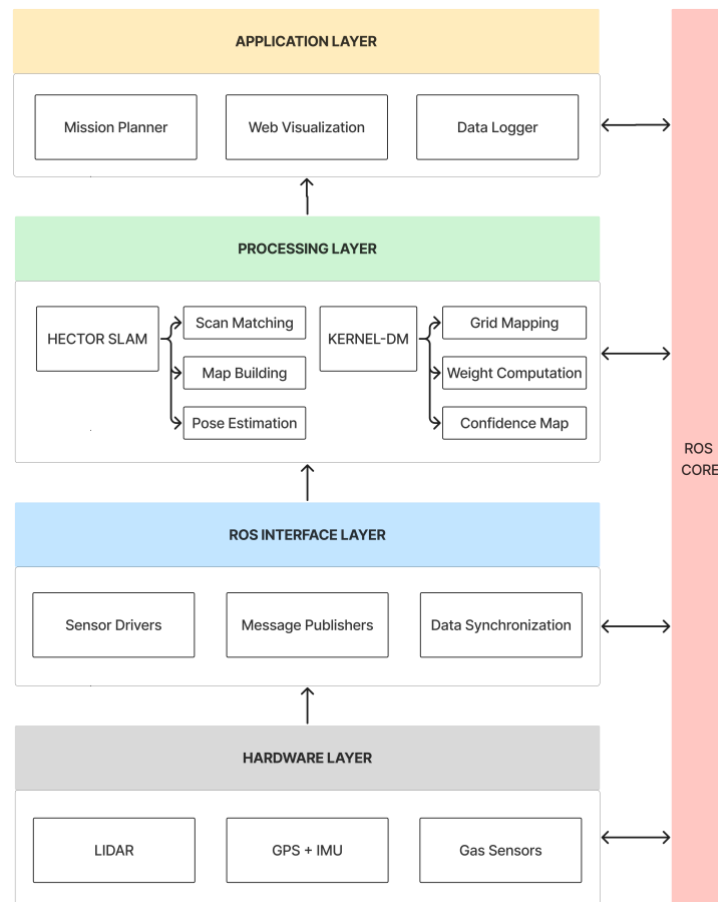 APPLICATION LAYER
Mission Planner
Web Visualization
Data Logger
PROCESSING LAYER
HECTOR SLAM
Scan Matching
Map Building
Pose Estimation
KERNEL-DM
Grid Mapping
Weight Computation
Confidence Map
ROS INTERFACE LAYER
Sensor Drivers
Message Publishers
Data Synchronization
HARDWARE LAYER
LIDAR
GPS + IMU
Gas Sensors
ROS
CORE